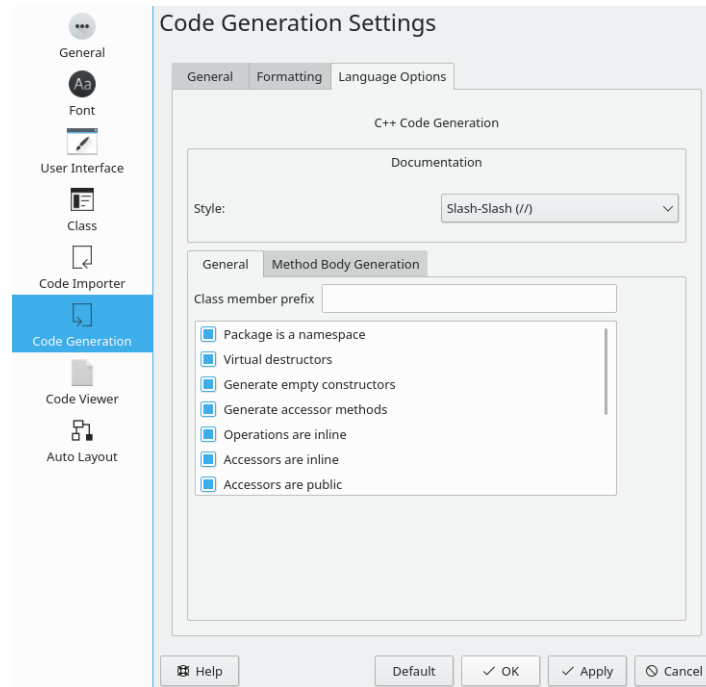 Code Generation Settings
General
Aa
Font
User Interface
Class
Code Importer
Code Generation
Code Viewer
Auto Layout
General Formatting Language Options
C++ Code Generation
Documentation
Style: Slash-Slash (//)
General Method Body Generation
Class member prefix
Package is a namespace
Virtual destructors
Generate empty constructors
Generate accessor methods
Operations are inline
Accessors are inline
Accessors are public
Help Default OK Apply Cancel